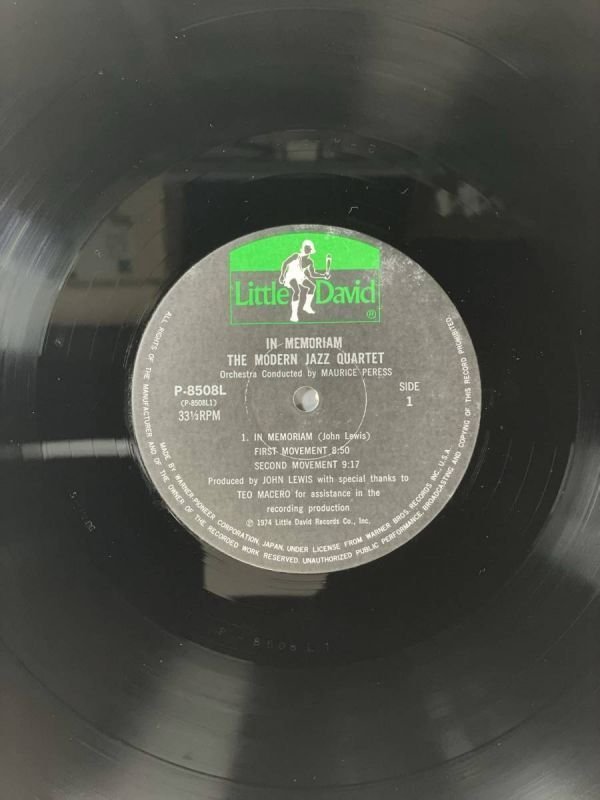 Little David
®
IN MEMORIAM
THE MODERN JAZZ QUARTET
Orchestra Conducted by MAURICE PERESS
P-8508L
(P-8508L1)
33⅓RPM
SIDE
1
1. IN MEMORIAM (John Lewis)
FIRST MOVEMENT 8:50
SECOND MOVEMENT 9:17
Produced by JOHN LEWIS with special thanks to
TEO MACERO for assistance in the
recording production
℗ 1974 Little David Records Co., Inc.
MADE BY WARNER-PIONEER CORPORATION, JAPAN, UNDER LICENSE FROM WARNER BROS. RECORDS INC., U.S.A.
ALL RIGHTS OF THE MANUFACTURER AND OF THE OWNER OF THE RECORDED WORK RESERVED. UNAUTHORIZED PUBLIC PERFORMANCE, BROADCASTING AND COPYING OF THIS RECORD PROHIBITED.
P-8508L1